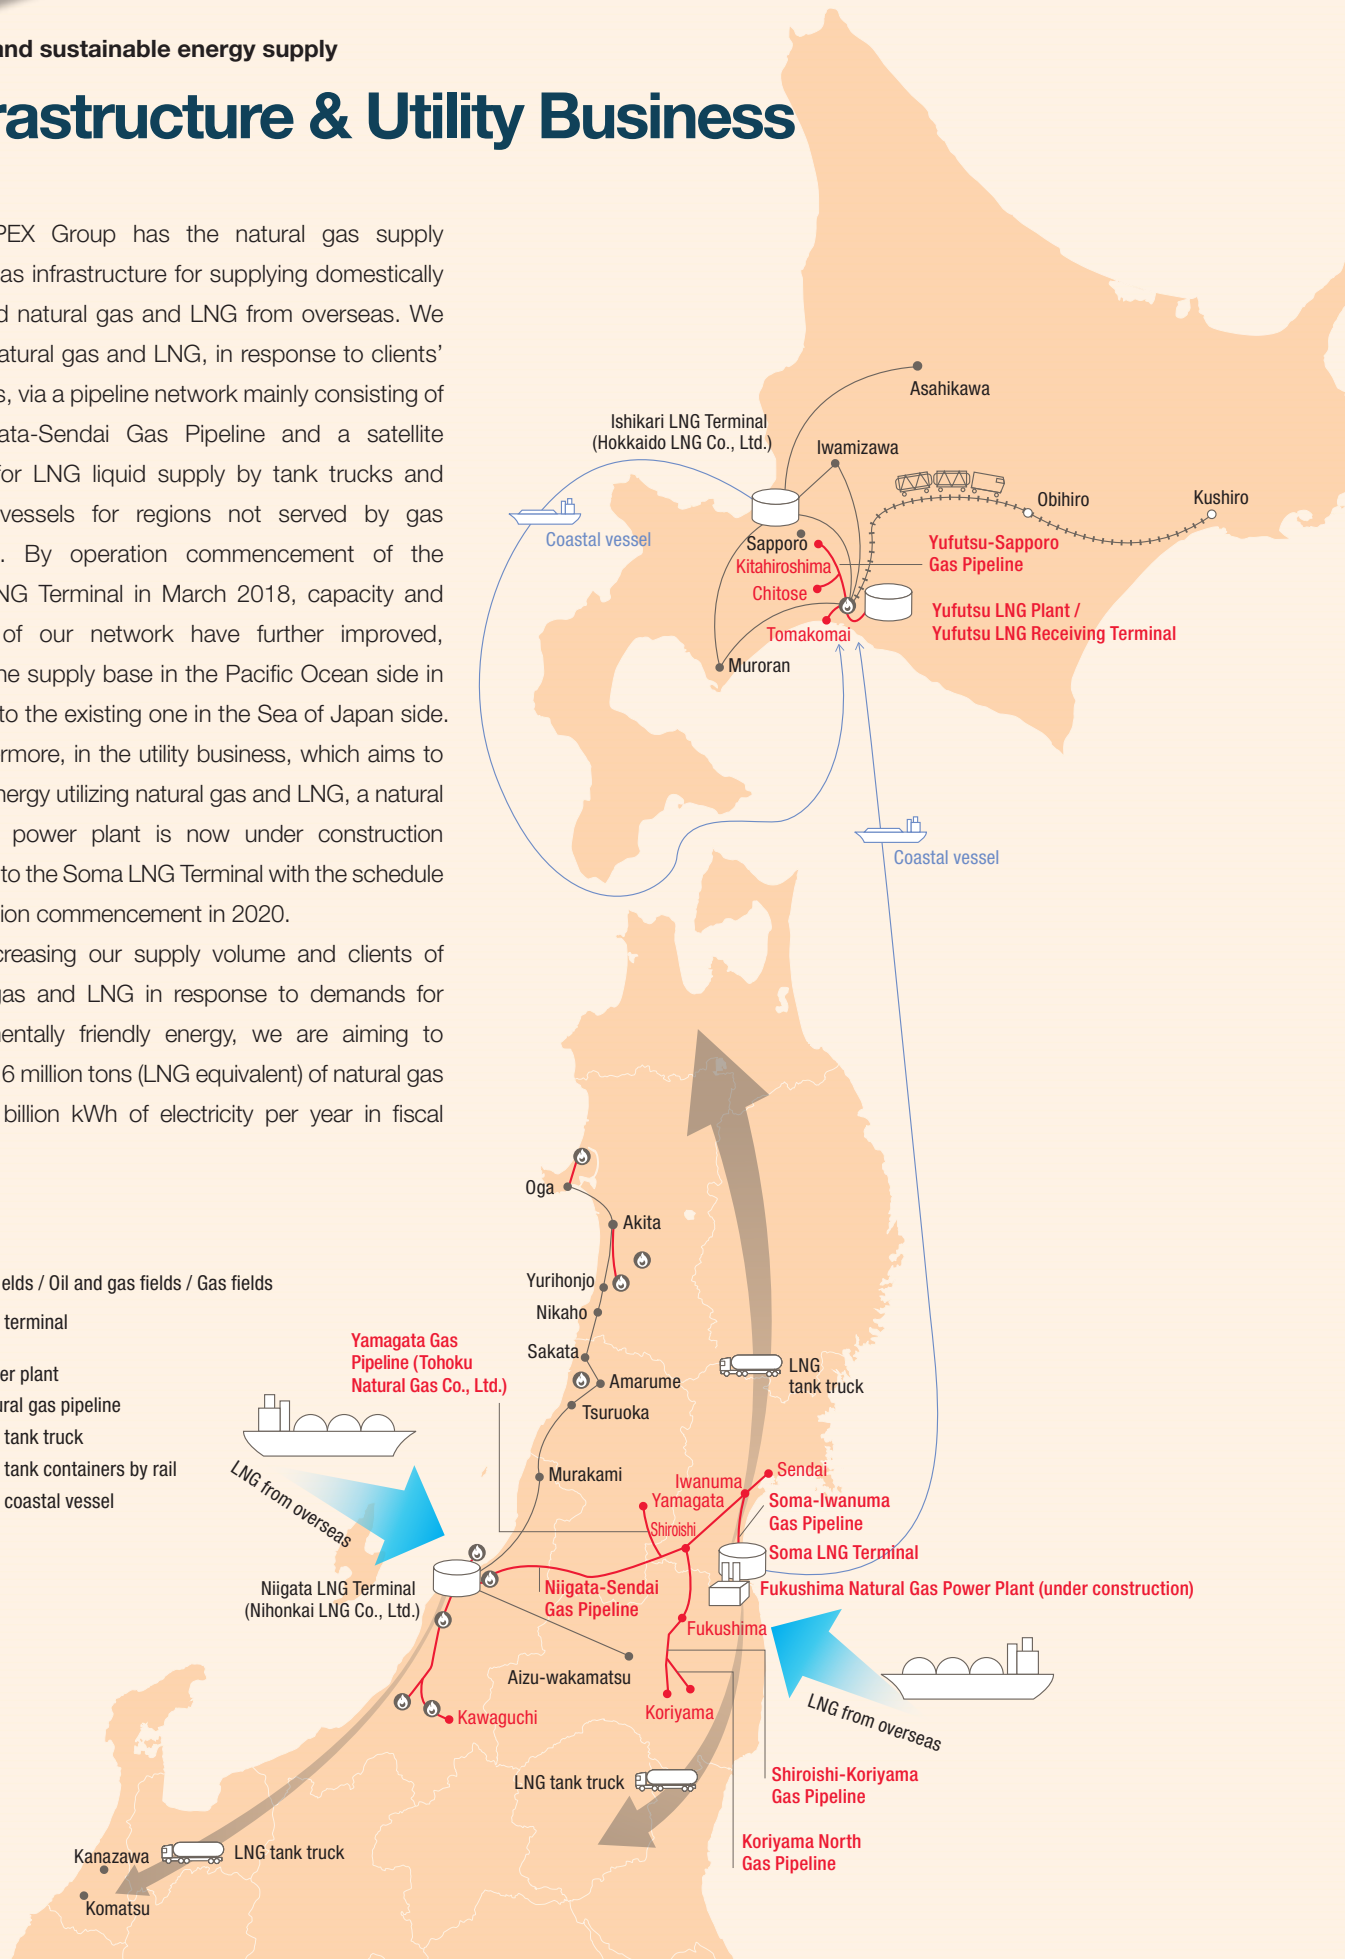 and sustainable energy supply
rastructure & Utility Business
PEX Group has the natural gas supply
as infrastructure for supplying domestically
d natural gas and LNG from overseas. We
atural gas and LNG, in response to clients'
s, via a pipeline network mainly consisting of
ata-Sendai Gas Pipeline and a satellite
for LNG liquid supply by tank trucks and
vessels for regions not served by gas
. By operation commencement of the
NG Terminal in March 2018, capacity and
of our network have further improved,
he supply base in the Pacific Ocean side in
to the existing one in the Sea of Japan side.
rmore, in the utility business, which aims to
nergy utilizing natural gas and LNG, a natural
power plant is now under construction
to the Soma LNG Terminal with the schedule
tion commencement in 2020.
creasing our supply volume and clients of
gas and LNG in response to demands for
mentally friendly energy, we are aiming to
6 million tons (LNG equivalent) of natural gas
billion kWh of electricity per year in fiscal
elds / Oil and gas fields / Gas fields
terminal
er plant
ural gas pipeline
tank truck
tank containers by rail
coastal vessel
Asahikawa
Ishikari LNG Terminal
(Hokkaido LNG Co., Ltd.)
Iwamizawa
Obihiro
Kushiro
Coastal vessel
Sapporo
Kitahiroshima
Chitose
Tomakomai
Muroran
Yufutsu-Sapporo
Gas Pipeline
Yufutsu LNG Plant /
Yufutsu LNG Receiving Terminal
Coastal vessel
Oga
Akita
Yurihonjo
Nikaho
Sakata
Amarume
Tsuruoka
Murakami
Yamagata Gas
Pipeline (Tohoku
Natural Gas Co., Ltd.)
LNG
tank truck
LNG from overseas
Sendai
Iwanuma
Yamagata
Shiroishi
Soma-Iwanuma
Gas Pipeline
Soma LNG Terminal
Fukushima Natural Gas Power Plant (under construction)
Niigata LNG Terminal
(Nihonkai LNG Co., Ltd.)
Niigata-Sendai
Gas Pipeline
Fukushima
Aizu-wakamatsu
Koriyama
Kawaguchi
LNG from overseas
LNG tank truck
Shiroishi-Koriyama
Gas Pipeline
Koriyama North
Gas Pipeline
Kanazawa
LNG tank truck
Komatsu